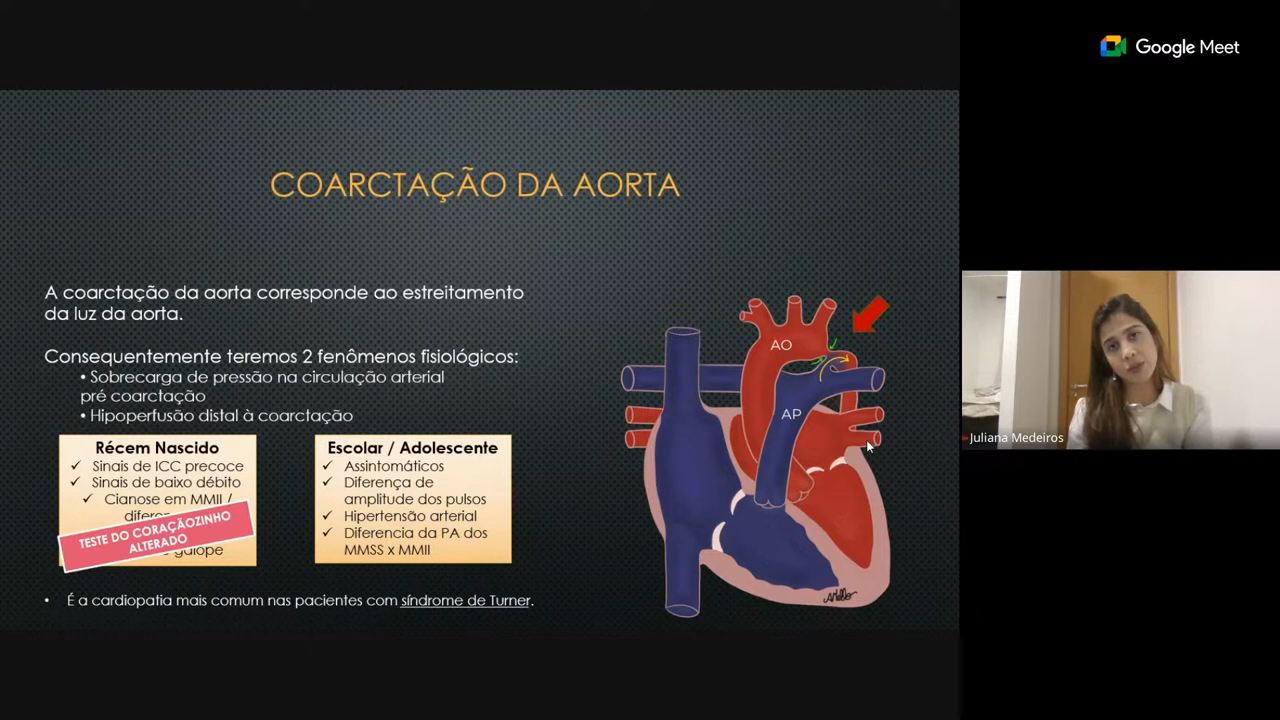 Google Meet
COARCTAÇÃO DA AORTA
A coarctação da aorta corresponde ao estreitamento
da luz da aorta.
Consequentemente teremos 2 fenômenos fisiológicos:
• Sobrecarga de pressão na circulação arterial
pré coarctação
• Hipoperfusão distal à coarctação
Récem Nascido
✓ Sinais de ICC precoce
✓ Sinais de baixo débito
✓ Cianose em MMII /
TESTE DO CORAÇÃOZINHO
ALTERADO
galope
Escolar / Adolescente
✓ Assintomáticos
✓ Diferença de
amplitude dos pulsos
✓ Hipertensão arterial
✓ Diferencia da PA dos
MMSS x MMII
• É a cardiopatia mais comum nas pacientes com síndrome de Turner.
AO
AP
Juliana Medeiros